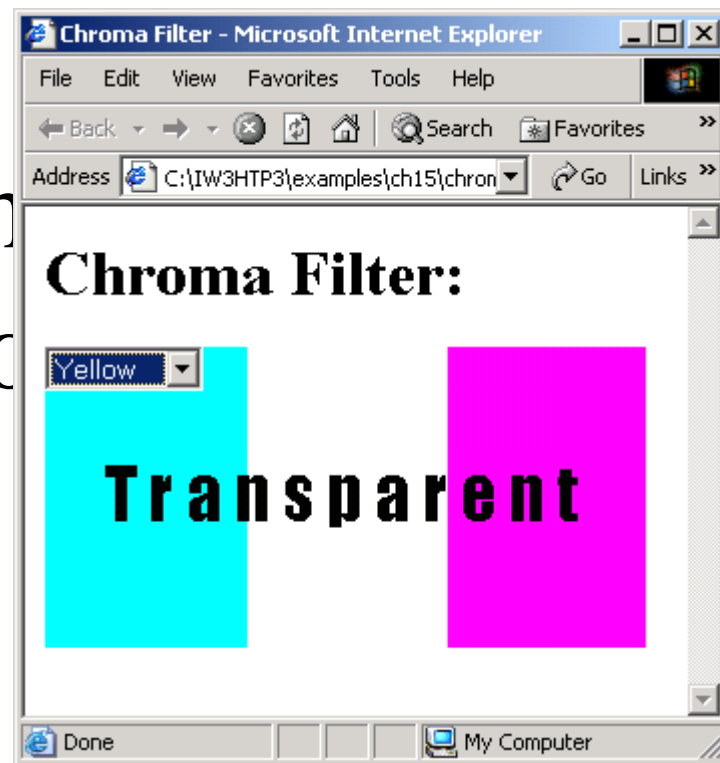 Chroma Filter - Microsoft Internet Explorer
File Edit View Favorites Tools Help
Back Search Favorites »
Address C:\IW3HTP3\examples\ch15\chron Go Links »
Chroma Filter:
Yellow
Transparent
Done My Computer